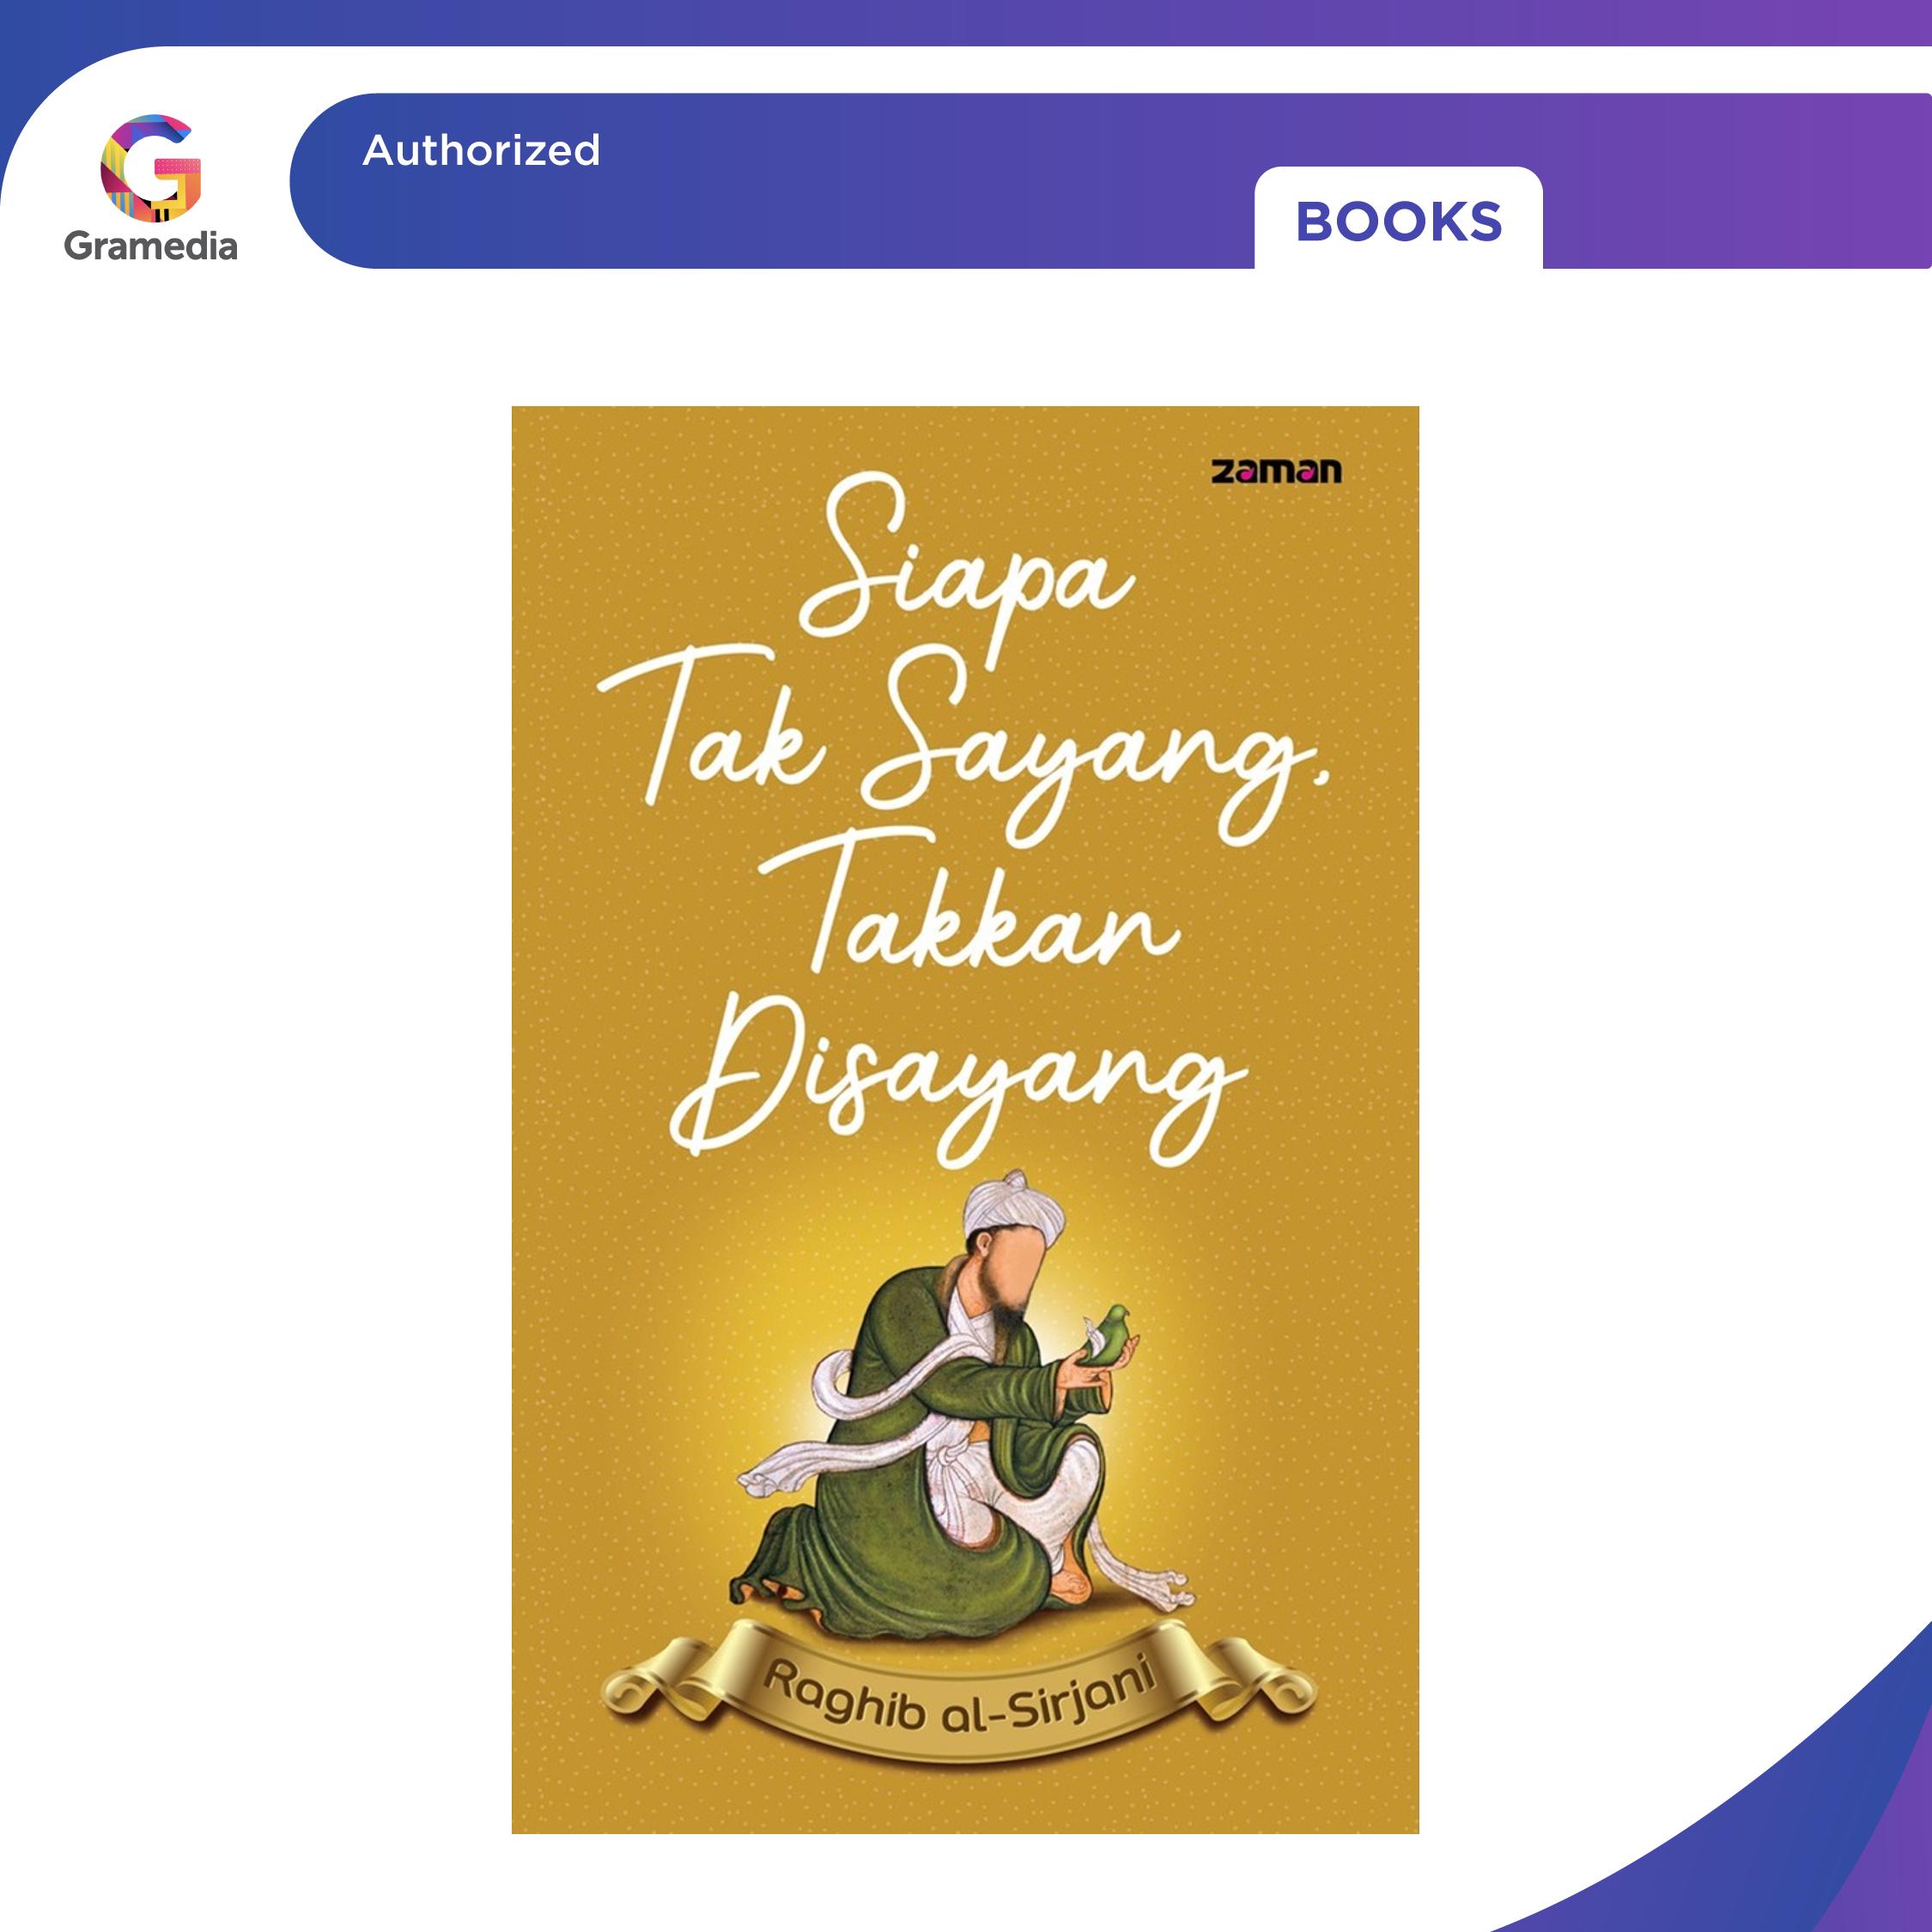 Gramedia
Authorized
BOOKS
zaman
Siapa
Tak Sayang,
Takkan
Disayang
Raghib al-Sirjani